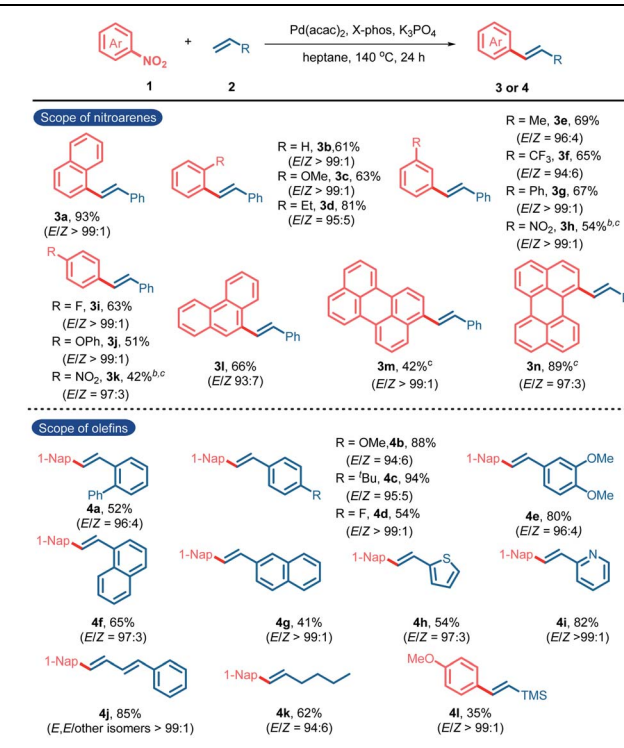 Ar
NO2
1
+
R
2
Pd(acac)2, X-phos, K3PO4
heptane, 140 °C, 24 h
Ar
R
3 or 4
Scope of nitroarenes
Ph
3a, 93%
(E/Z > 99:1)
R
Ph
R = H, 3b,61%
(E/Z > 99:1)
R = OMe, 3c, 63%
(E/Z > 99:1)
R = Et, 3d, 81%
(E/Z = 95:5)
R
Ph
R = Me, 3e, 69%
(E/Z = 96:4)
R = CF3, 3f, 65%
(E/Z = 94:6)
R = Ph, 3g, 67%
(E/Z > 99:1)
R = NO2, 3h, 54%b,c
(E/Z > 99:1)
R
Ph
R = F, 3i, 63%
(E/Z > 99:1)
R = OPh, 3j, 51%
(E/Z > 99:1)
R = NO2, 3k, 42%b,c
(E/Z = 97:3)
Ph
3l, 66%
(E/Z 93:7)
Ph
3m, 42%c
(E/Z > 99:1)
3n, 89%c
(E/Z = 97:3)
Scope of olefins
1-Nap
Ph
4a, 52%
(E/Z = 96:4)
1-Nap
R
R = OMe,4b, 88%
(E/Z = 94:6)
R = tBu, 4c, 94%
(E/Z = 95:5)
R = F, 4d, 54%
(E/Z > 99:1)
1-Nap
OMe
OMe
4e, 80%
(E/Z = 96:4)
1-Nap
4f, 65%
(E/Z = 97:3)
1-Nap
4g, 41%
(E/Z > 99:1)
1-Nap
S
4h, 54%
(E/Z = 97:3)
1-Nap
N
4i, 82%
(E/Z >99:1)
1-Nap
4j, 85%
(E,E/other isomers > 99:1)
1-Nap
4k, 62%
(E/Z = 94:6)
MeO
TMS
4l, 35%
(E/Z > 99:1)